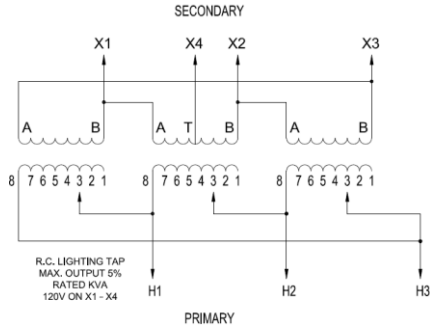 SECONDARY
X1 X4 X2 X3
A B A T B A B
8 7 6 5 4 3 2 1 8 7 6 5 4 3 2 1 8 7 6 5 4 3 2 1
R.C. LIGHTING TAP
MAX. OUTPUT 5%
RATED KVA
120V ON X1 - X4
H1 H2 H3
PRIMARY